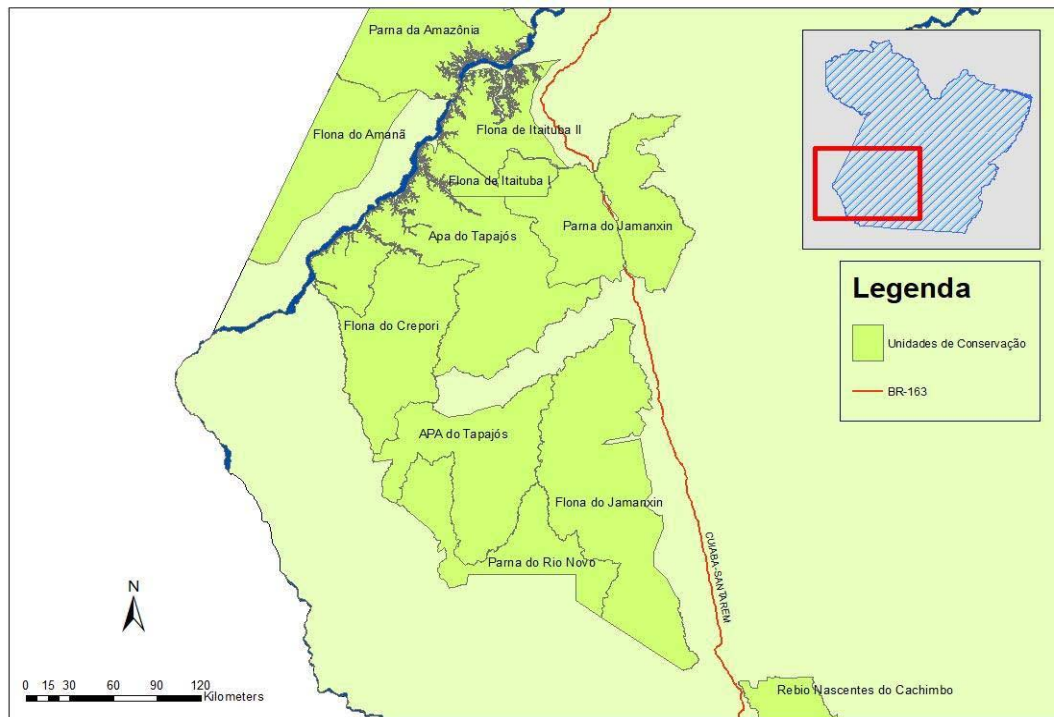 Parna da Amazônia
Flona do Amanã
Flona de Itaituba II
Flona de Itaituba I
Apa do Tapajós
Parna do Jamanxin
Flona do Crepori
APA do Tapajós
Flona do Jamanxin
Parna do Rio Novo
CUIABA-SANTAREM
Rebio Nascentes do Cachimbo
Legenda
Unidades de Conservação
BR-163
N
0 15 30 60 90 120
Kilometers